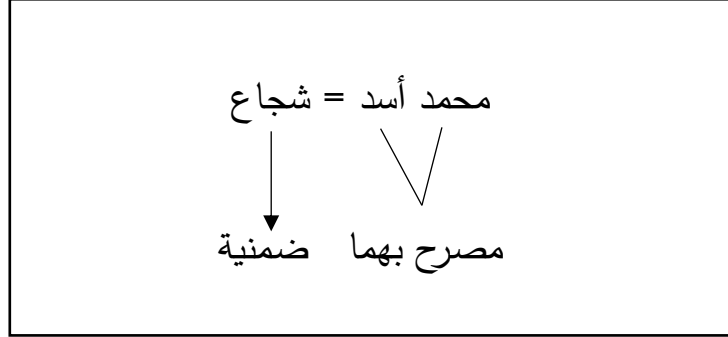 محمد أسد = شجاع
مصرح بهما ضمنية